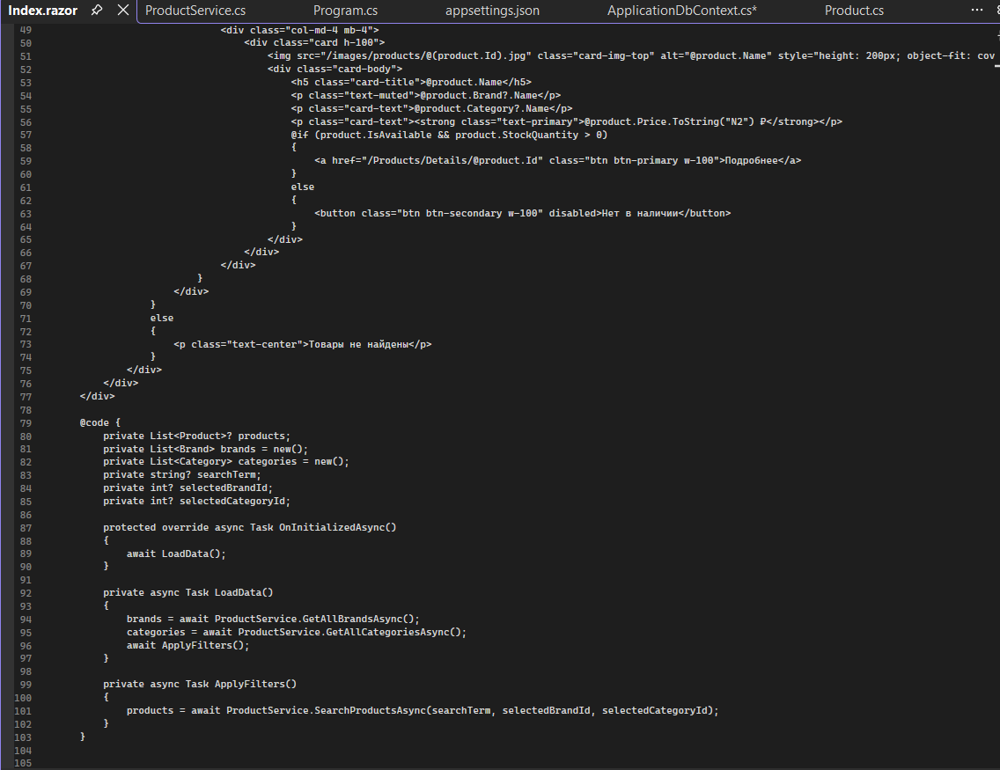 Index.razor ProductService.cs Program.cs appsettings.json ApplicationDbContext.cs* Product.cs ...
49 <div class="col-md-4 mb-4">
50 <div class="card h-100">
51 <img src="/images/products/@(product.Id).jpg" class="card-img-top" alt="@product.Name" style="height: 200px; object-fit: cov
52 <div class="card-body">
53 <h5 class="card-title">@product.Name</h5>
54 <p class="text-muted">@product.Brand?.Name</p>
55 <p class="card-text">@product.Category?.Name</p>
56 <p class="card-text"><strong class="text-primary">@product.Price.ToString("N2") ₽</strong></p>
57 @if (product.IsAvailable && product.StockQuantity > 0)
58 {
59 <a href="/Products/Details/@product.Id" class="btn btn-primary w-100">Подробнее</a>
60 }
61 else
62 {
63 <button class="btn btn-secondary w-100" disabled>Нет в наличии</button>
64 }
65 </div>
66 </div>
67 </div>
68 }
69 </div>
70 }
71 else
72 {
73 <p class="text-center">Товары не найдены</p>
74 }
75 </div>
76 </div>
77 </div>
78
79 @code {
80 private List<Product>? products;
81 private List<Brand> brands = new();
82 private List<Category> categories = new();
83 private string? searchTerm;
84 private int? selectedBrandId;
85 private int? selectedCategoryId;
86
87 protected override async Task OnInitializedAsync()
88 {
89 await LoadData();
90 }
91
92 private async Task LoadData()
93 {
94 brands = await ProductService.GetAllBrandsAsync();
95 categories = await ProductService.GetAllCategoriesAsync();
96 await ApplyFilters();
97 }
98
99 private async Task ApplyFilters()
100 {
101 products = await ProductService.SearchProductsAsync(searchTerm, selectedBrandId, selectedCategoryId);
102 }
103 }
104
105